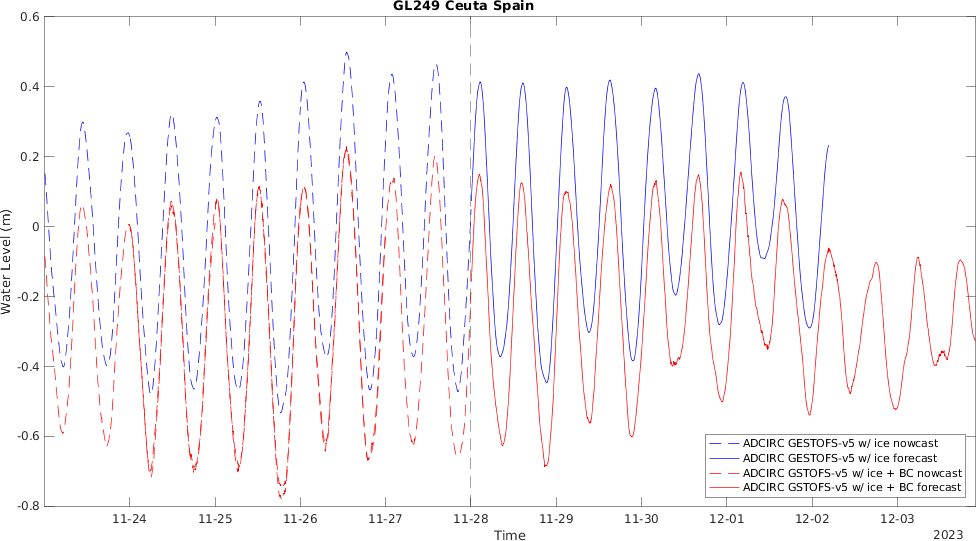 GL249 Ceuta Spain
0.6
0.4
0.2
0
-0.2
-0.4
-0.6
-0.8
Water Level (m)
11-24 11-25 11-26 11-27 11-28 11-29 11-30 12-01 12-02 12-03
Time
2023
ADCIRC GESTOFS-v5 w/ ice nowcast
ADCIRC GESTOFS-v5 w/ ice forecast
ADCIRC GSTOFS-v5 w/ ice + BC nowcast
ADCIRC GSTOFS-v5 w/ ice + BC forecast